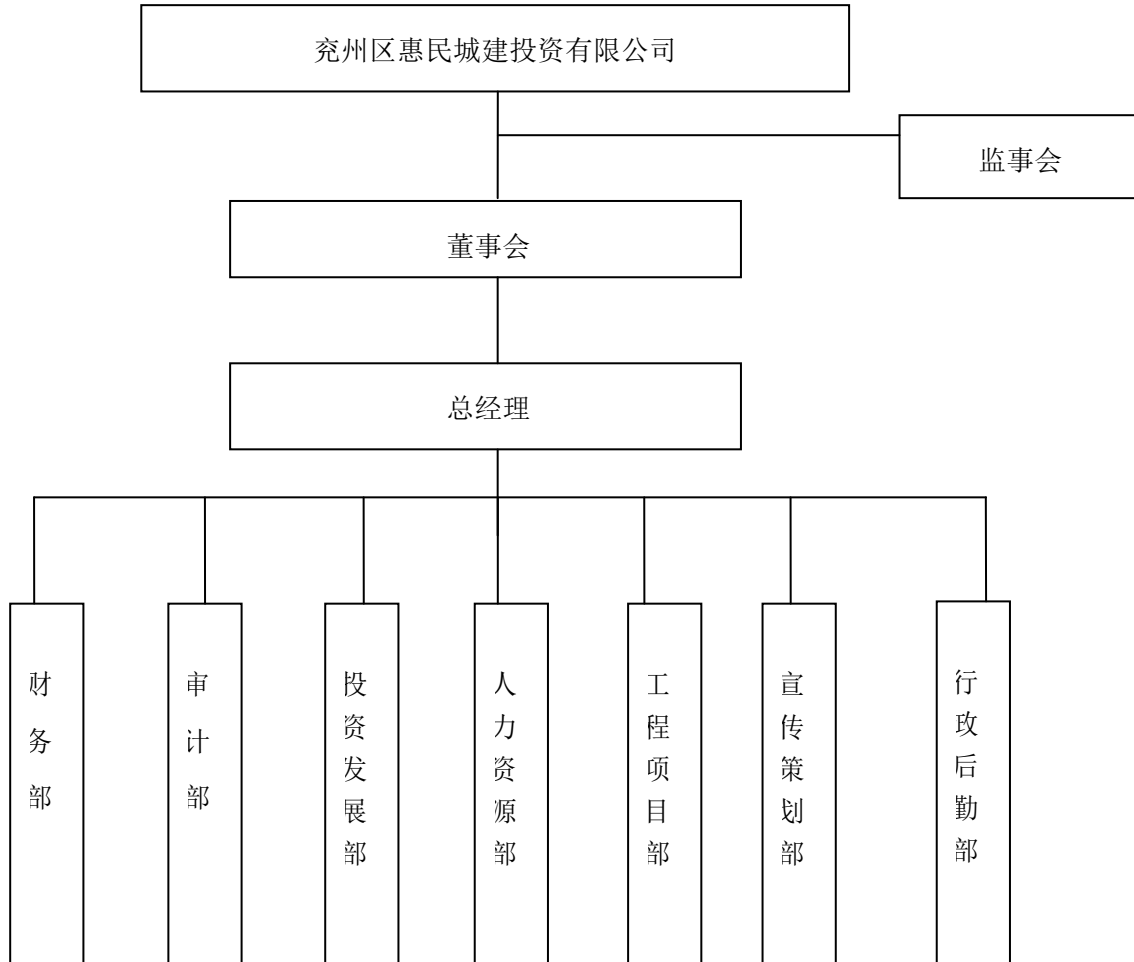 兖州区惠民城建投资有限公司
监事会
董事会
总经理
财务部
审计部
投资发展部
人力资源部
工程项目部
宣传策划部
行政后勤部